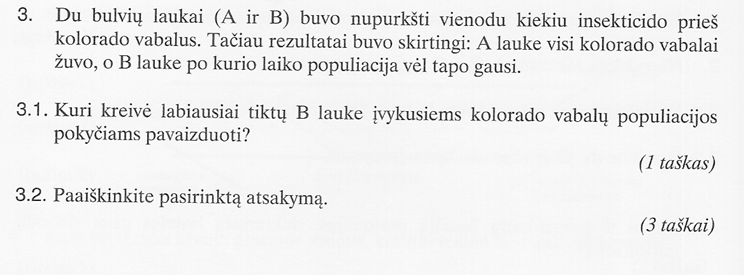 3. Du bulvių laukai (A ir B) buvo nupurkšti vienodu kiekiu insekticido prieš
kolorado vabalus. Tačiau rezultatai buvo skirtingi: A lauke visi kolorado vabalai
žuvo, o B lauke po kurio laiko populiacija vėl tapo gausi.
3.1. Kuri kreivė labiausiai tiktų B lauke įvykusiems kolorado vabalų populiacijos
pokyčiams pavaizduoti?
(1 taškas)
3.2. Paaiškinkite pasirinktą atsakymą.
(3 taškai)